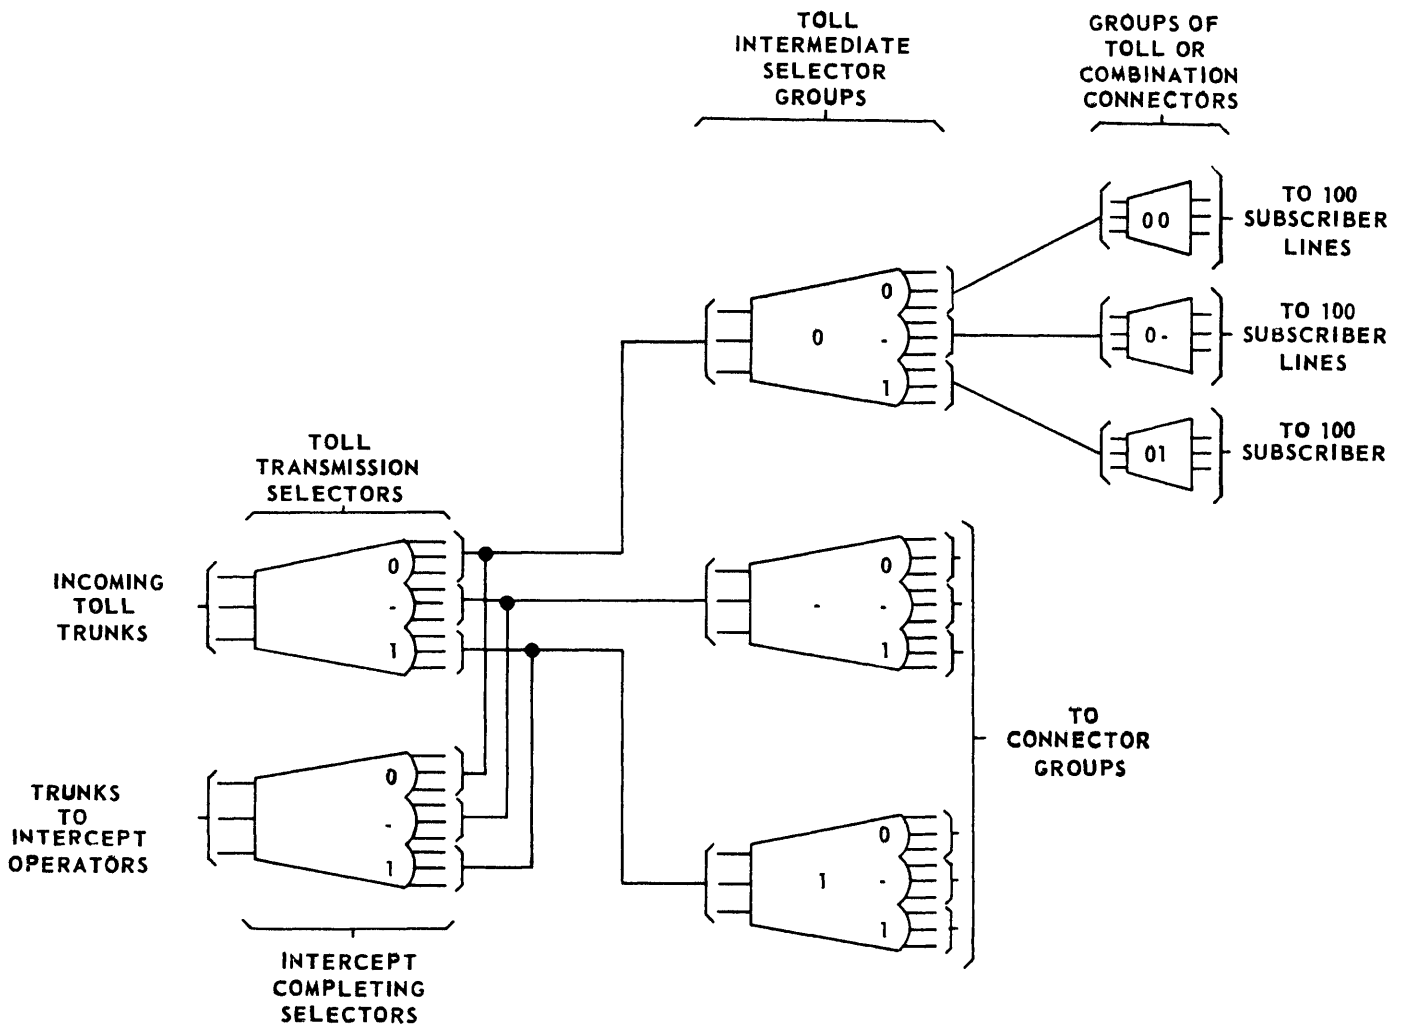 TOLL
INTERMEDIATE
SELECTOR
GROUPS
GROUPS OF
TOLL OR
COMBINATION
CONNECTORS
00
TO 100
SUBSCRIBER
LINES
0
-
1
0
0-
TO 100
SUBSCRIBER
LINES
01
TO 100
SUBSCRIBER
TOLL
TRANSMISSION
SELECTORS
INCOMING
TOLL
TRUNKS
0
-
1
-
0
-
1
TO
CONNECTOR
GROUPS
TRUNKS
TO
INTERCEPT
OPERATORS
0
-
1
1
0
-
1
INTERCEPT
COMPLETING
SELECTORS